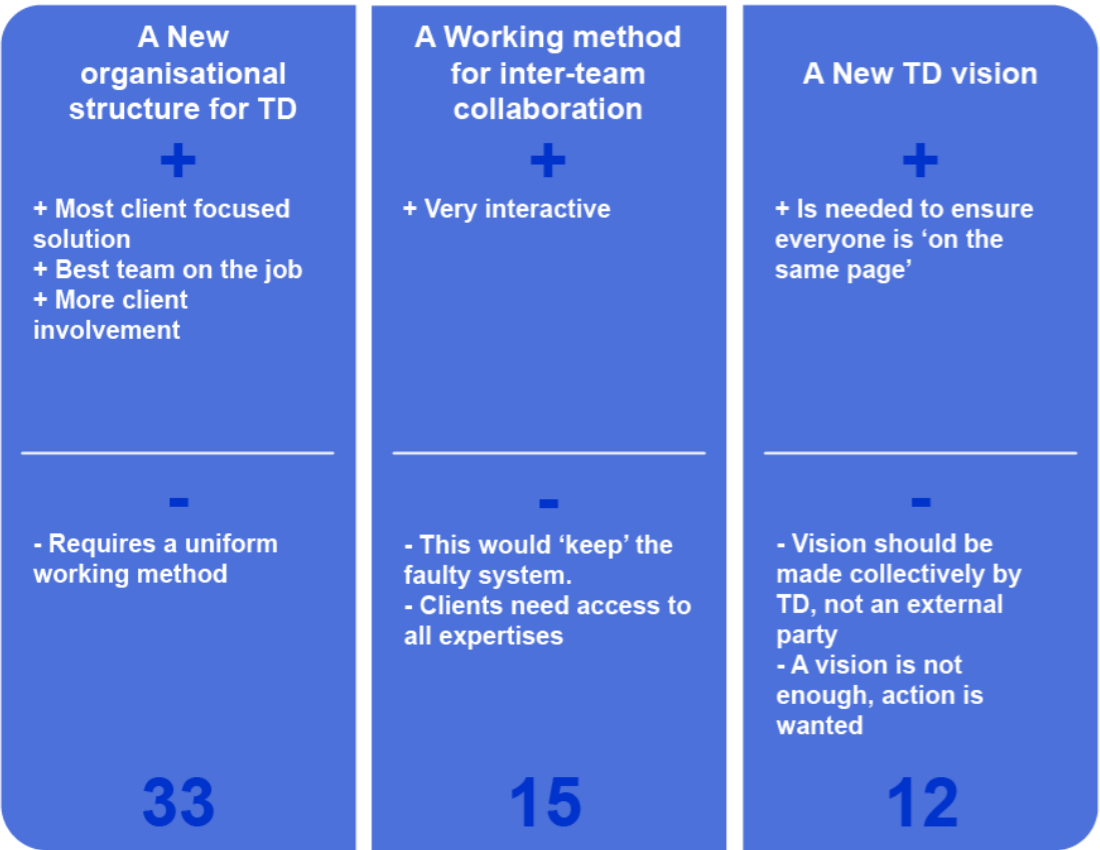 A New
organisational
structure for TD
+
+ Most client focused
solution
+ Best team on the job
+ More client
involvement
-
- Requires a uniform
working method
33
A Working method
for inter-team
collaboration
+
+ Very interactive
-
- This would ‘keep’ the
faulty system.
- Clients need access to
all expertises
15
A New TD vision
+
+ Is needed to ensure
everyone is ‘on the
same page’
-
- Vision should be
made collectively by
TD, not an external
party
- A vision is not
enough, action is
wanted
12